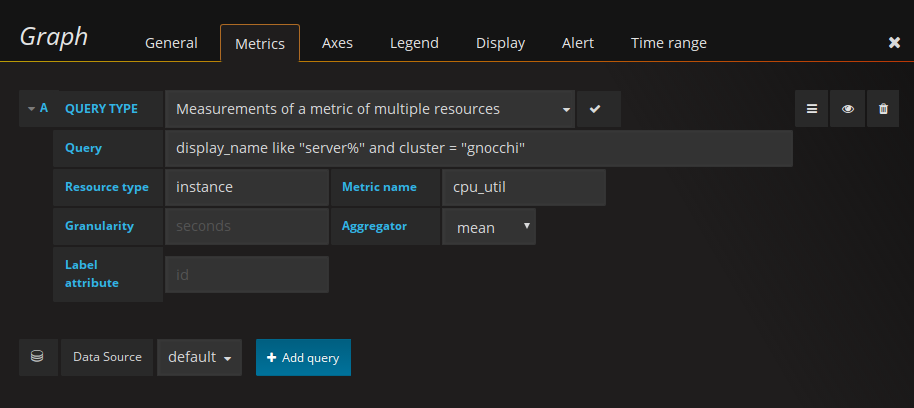 Graph General Metrics Axes Legend Display Alert Time range
A QUERY TYPE Measurements of a metric of multiple resources
Query display_name like "server%" and cluster = "gnocchi"
Resource type instance Metric name cpu_util
Granularity seconds Aggregator mean
Label attribute id
Data Source default Add query